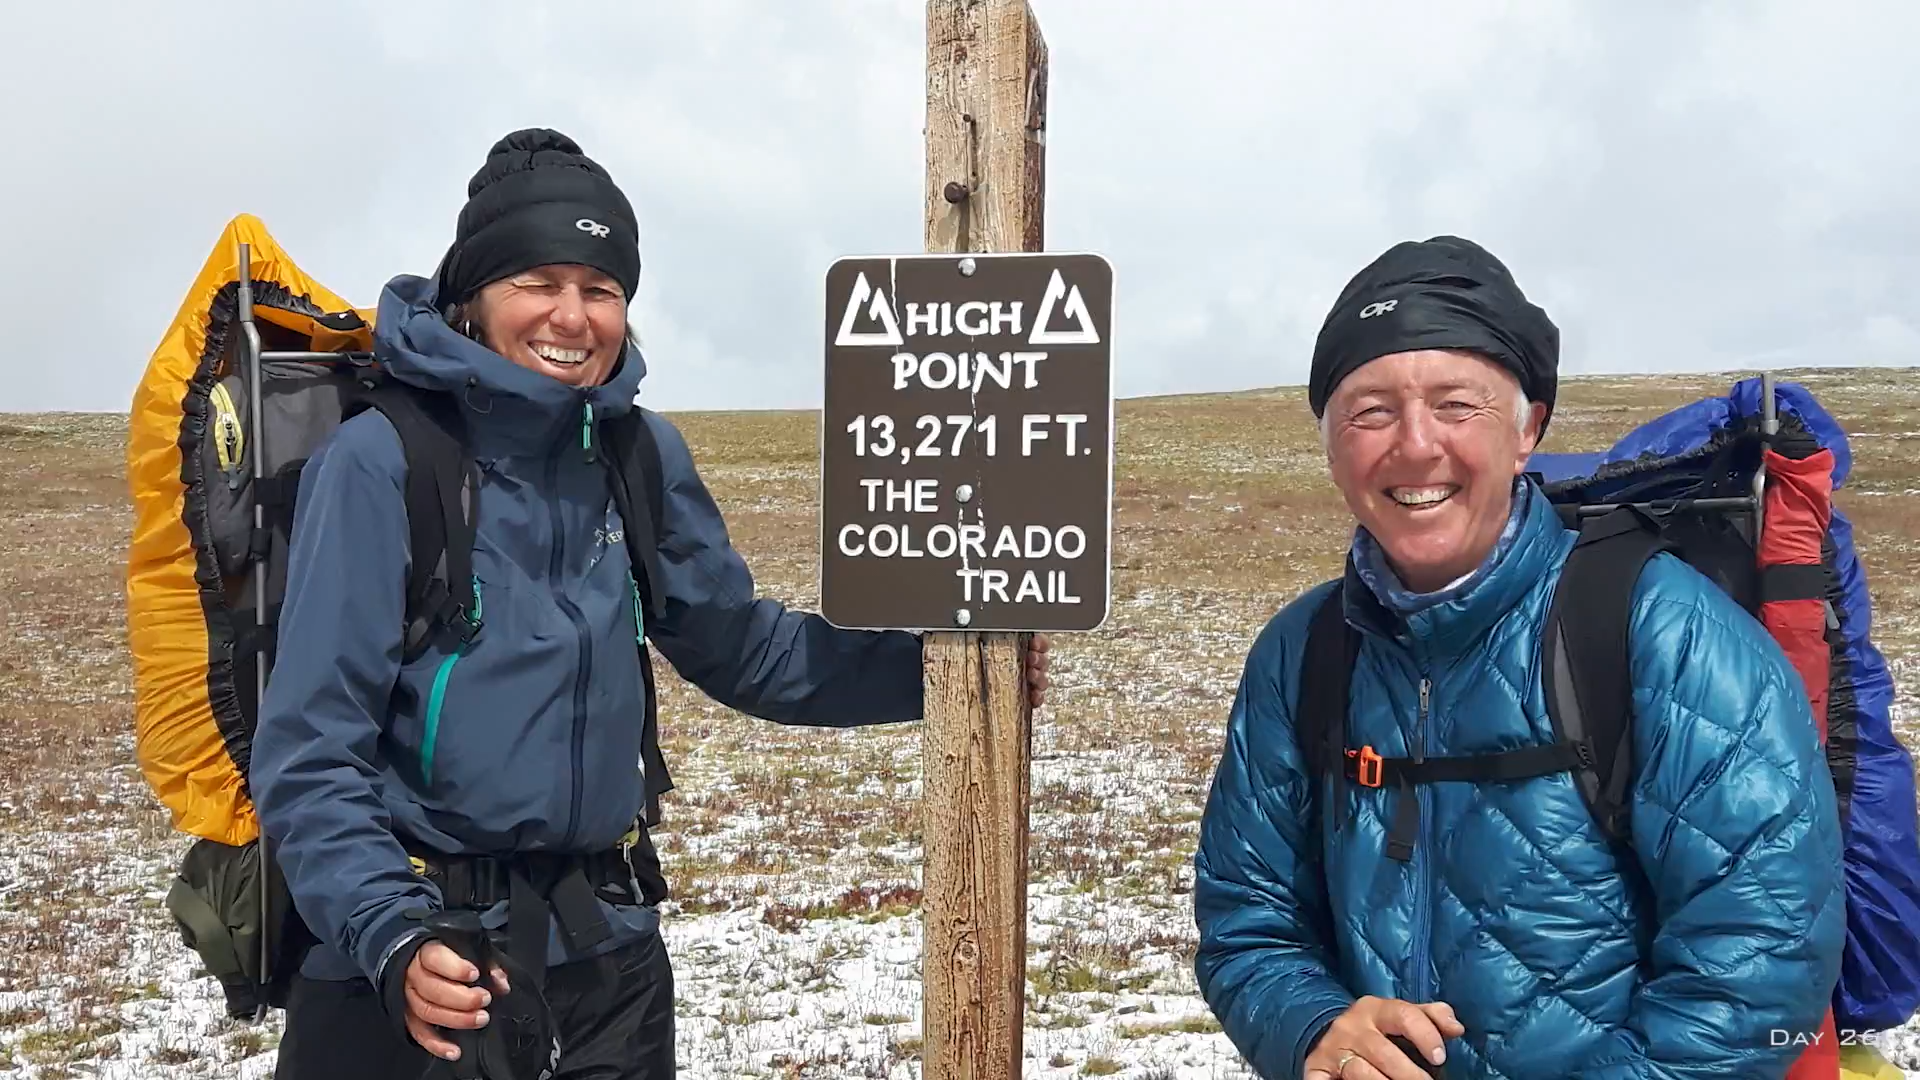 OR
OR
HIGH
POINT
13,271 FT.
THE
COLORADO
TRAIL
DAY 26